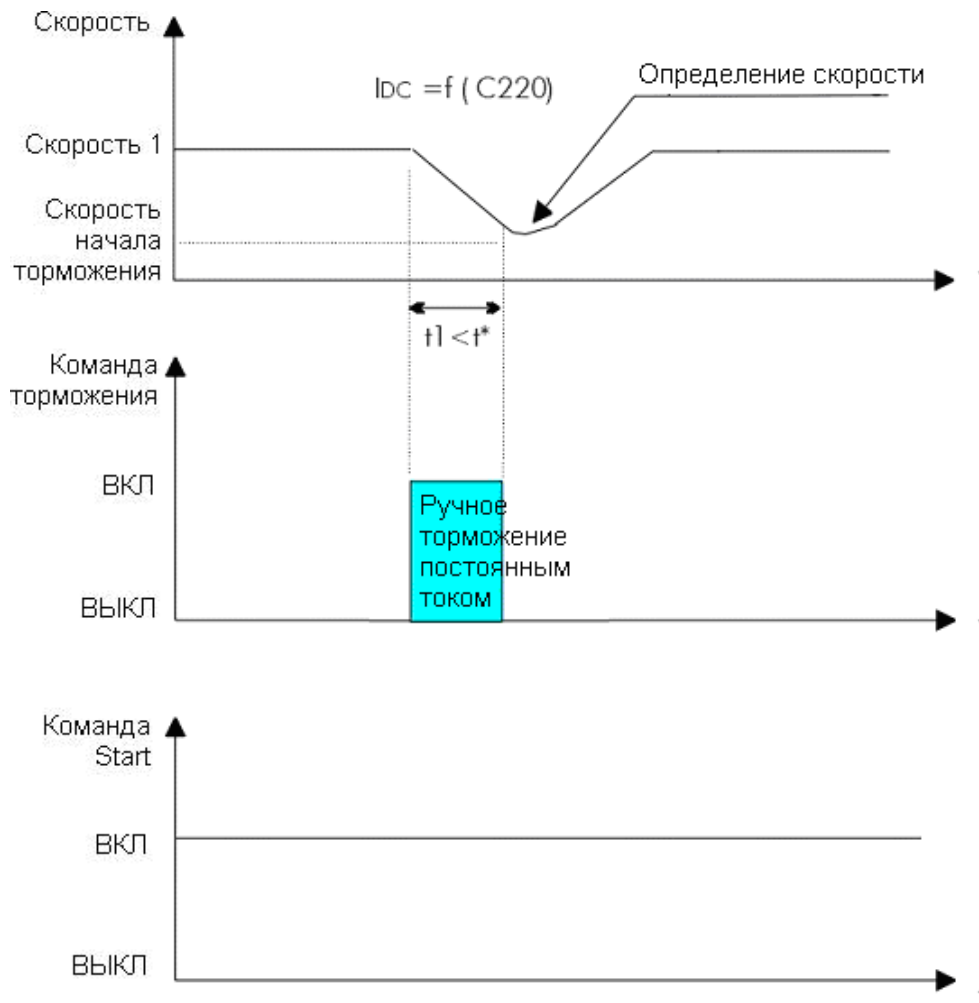 Скорость
IDC =f ( C220)
Определение скорости
Скорость 1
Скорость
начала
торможения
t1 <t*
Команда
торможения
ВКЛ
Ручное
торможение
постоянным
током
ВЫКЛ
Команда
Start
ВКЛ
ВЫКЛ